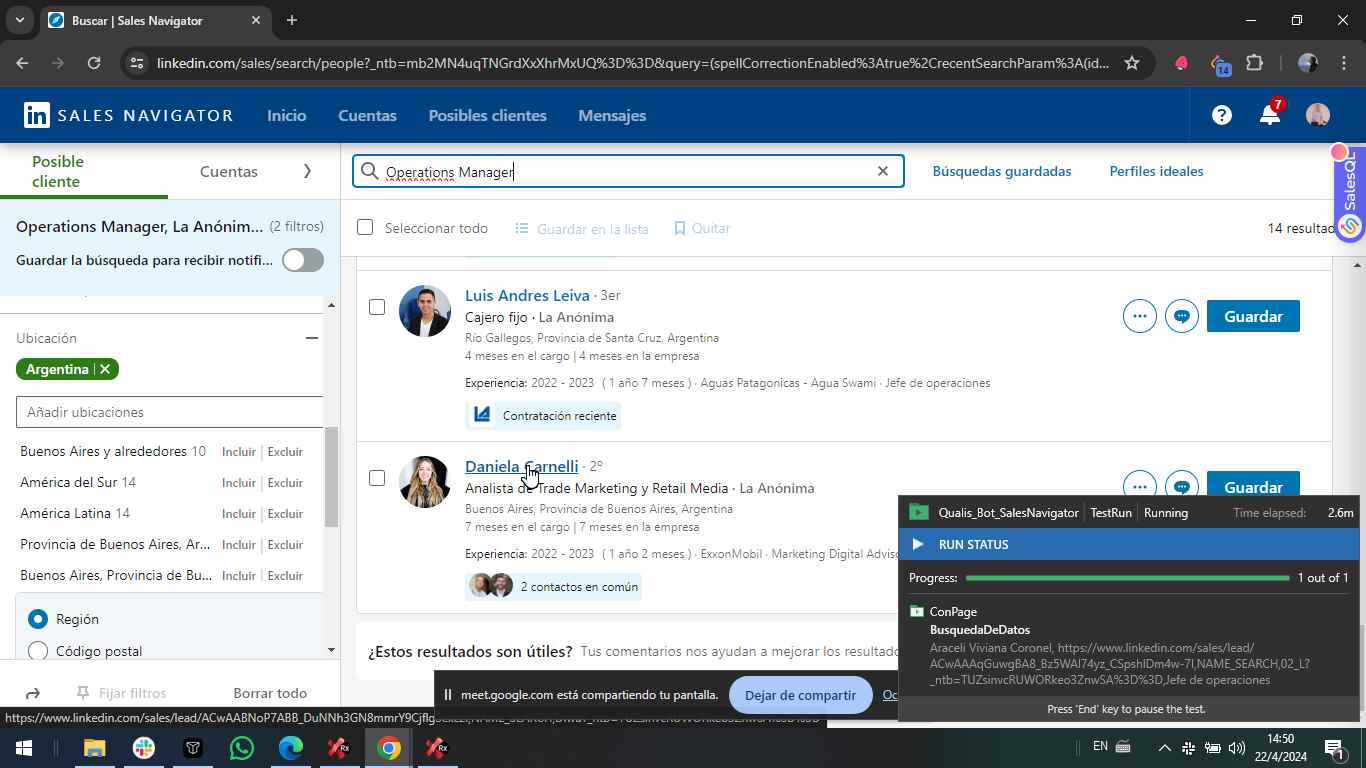 Buscar | Sales Navigator
linkedin.com/sales/search/people?_ntb=mb2MN4uqTNGrdXxXhrMxUQ%3D%3D&query=(spellCorrectionEnabled%3Atrue%2CrecentSearchParam%3A(id...
14
in SALES NAVIGATOR
Inicio
Cuentas
Posibles clientes
Mensajes
7
Posible cliente
Cuentas
Operations Manager
Búsquedas guardadas
Perfiles ideales
SalesQL
Operations Manager, La Anónim... (2 filtros)
Guardar la búsqueda para recibir notifi...
Seleccionar todo
Guardar en la lista
Quitar
14 resultad
Ubicación
Argentina
Añadir ubicaciones
Buenos Aires y alrededores 10 Incluir | Excluir
América del Sur 14 Incluir | Excluir
América Latina 14 Incluir | Excluir
Provincia de Buenos Aires, Ar... Incluir | Excluir
Buenos Aires, Provincia de Bu... Incluir | Excluir
Región
Código postal
Fijar filtros
Borrar todo
Luis Andres Leiva · 3er
Cajero fijo · La Anónima
Río Gallegos, Provincia de Santa Cruz, Argentina
4 meses en el cargo | 4 meses en la empresa
Experiencia: 2022 - 2023 ( 1 año 7 meses ) · Aguas Patagonicas - Agua Swami · Jefe de operaciones
Contratación reciente
Guardar
Daniela Carnelli · 2º
Analista de Trade Marketing y Retail Media · La Anónima
Buenos Aires, Provincia de Buenos Aires, Argentina
7 meses en el cargo | 7 meses en la empresa
Experiencia: 2022 - 2023 ( 1 año 2 meses ) · ExxonMobil · Marketing Digital Adviso
2 contactos en común
Guardar
¿Estos resultados son útiles? Tus comentarios nos ayudan a mejorar los resultado
meet.google.com está compartiendo tu pantalla.
Dejar de compartir
Oc
Qualis_Bot_SalesNavigator | TestRun | Running
Time elapsed: 2.6m
RUN STATUS
Progress: 1 out of 1
ConPage
BusquedaDeDatos
Araceli Viviana Coronel, https://www.linkedin.com/sales/lead/
ACwAAAqGuwgBA8_Bz5WAI74yz_CSpshIDm4w-7I,NAME_SEARCH,02_L?
_ntb=TUZsinvcRUWORkeo3ZnwSA%3D%3D,Jefe de operaciones
Press 'End' key to pause the test.
EN
14:50
22/4/2024
1